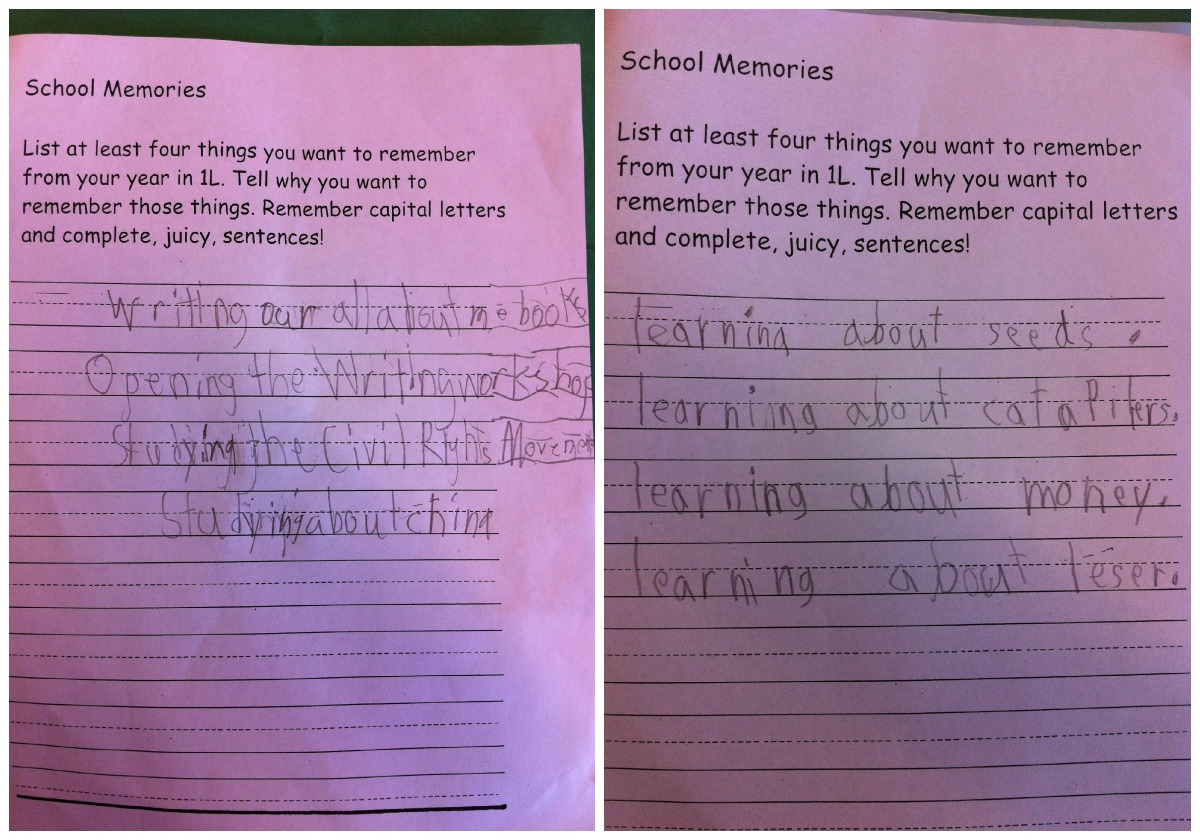 School Memories
List at least four things you want to remember
from your year in 1L. Tell why you want to
remember those things. Remember capital letters
and complete, juicy, sentences!
Writing ourr all about me books
Opening the Writing workshop
Studying the Civil Rights Movement
Studying about china
School Memories
List at least four things you want to remember
from your year in 1L. Tell why you want to
remember those things. Remember capital letters
and complete, juicy, sentences!
learning about seeds.
learning about catapilers.
learning about money.
learning about leser.